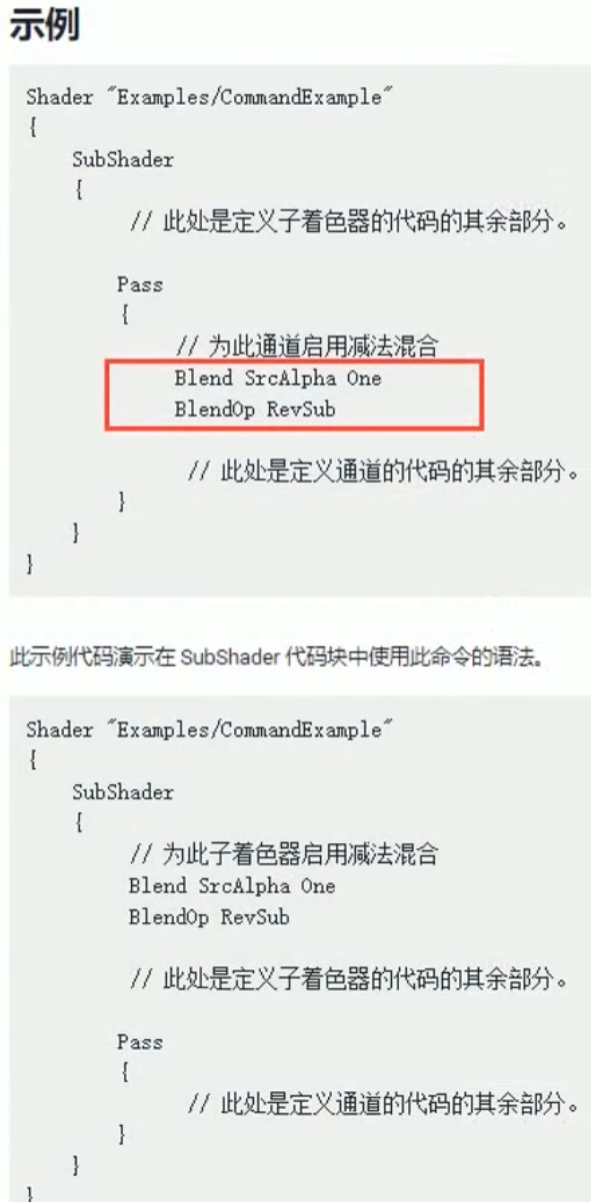 示例
Shader "Examples/CommandExample"
{
    SubShader
    {
         // 此处是定义子着色器的代码的其余部分。

        Pass
        {
             // 为此通道启用减法混合
             Blend SrcAlpha One
             BlendOp RevSub

              // 此处是定义通道的代码的其余部分。
        }
    }
}
此示例代码演示在 SubShader 代码块中使用此命令的语法。
Shader "Examples/CommandExample"
{
    SubShader
    {
         // 为此子着色器启用减法混合
         Blend SrcAlpha One
         BlendOp RevSub

         // 此处是定义子着色器的代码的其余部分。

        Pass
        {
              // 此处是定义通道的代码的其余部分。
        }
    }
}